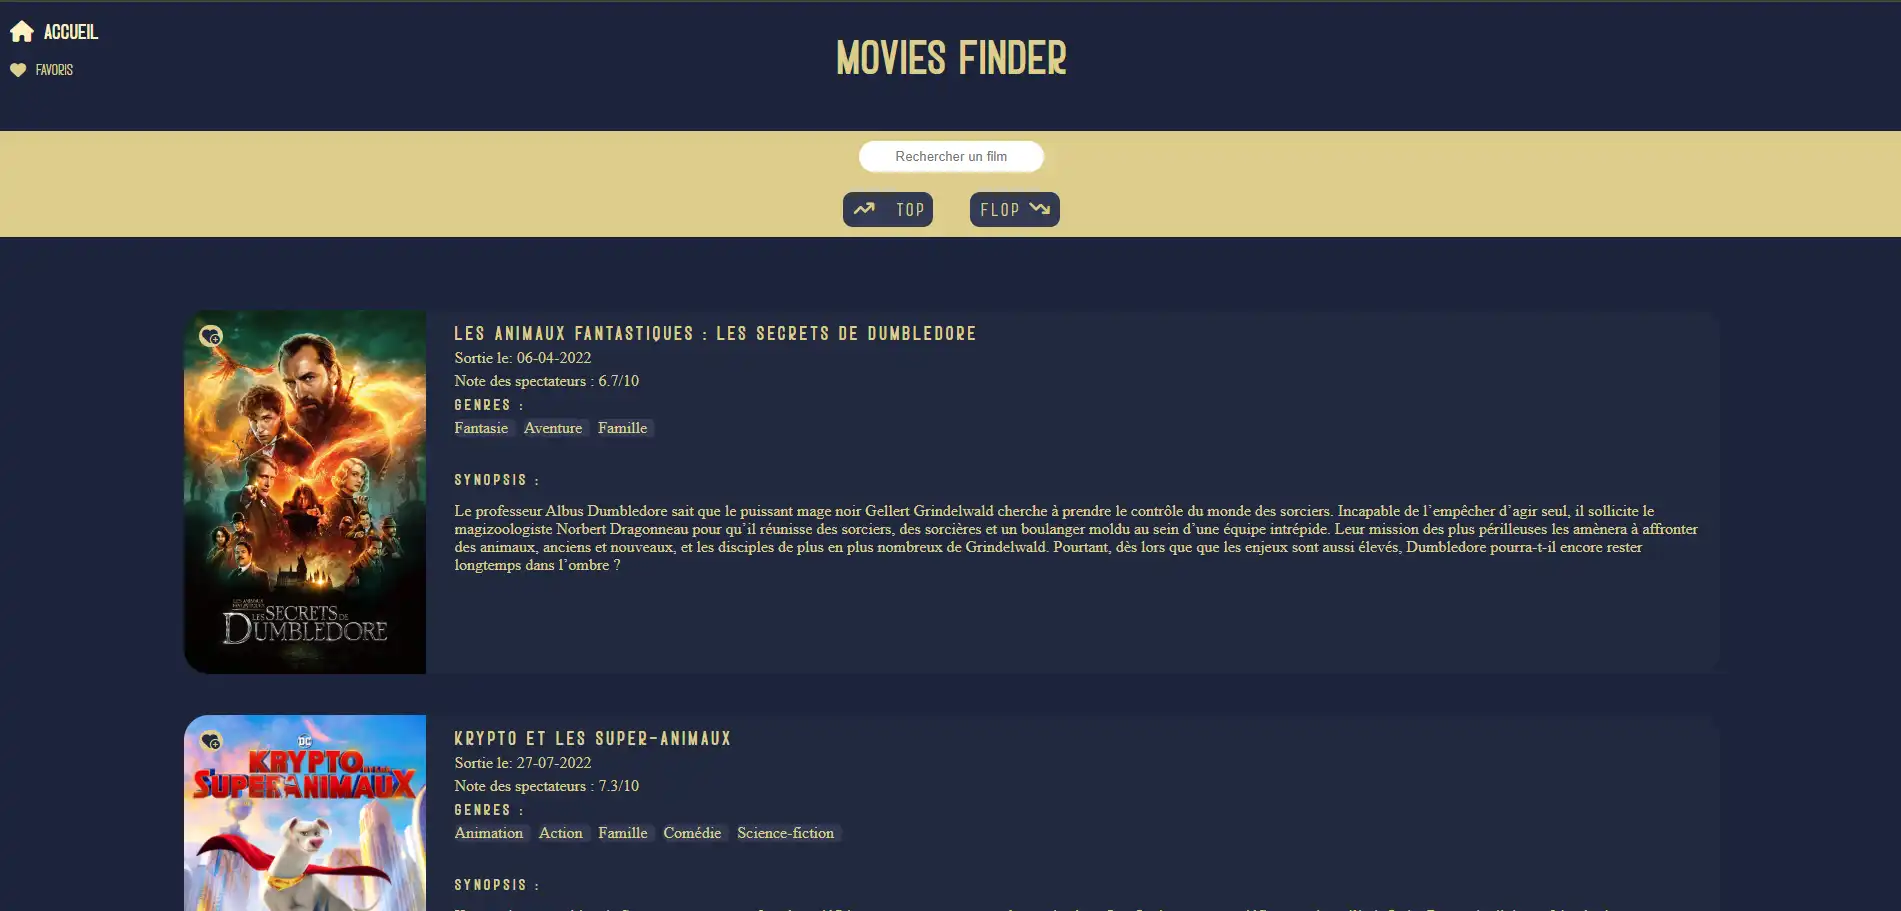 ACCUEIL
FAVORIS
MOVIES FINDER
Rechercher un film
TOP
FLOP
LES ANIMAUX FANTASTIQUES : LES SECRETS DE DUMBLEDORE
Sortie le: 06-04-2022
Note des spectateurs : 6.7/10
GENRES :
Fantasie Aventure Famille
SYNOPSIS :
Le professeur Albus Dumbledore sait que le puissant mage noir Gellert Grindelwald cherche à prendre le contrôle du monde des sorciers. Incapable de l’empêcher d’agir seul, il sollicite le
magizoologiste Norbert Dragonneau pour qu’il réunisse des sorciers, des sorcières et un boulanger moldu au sein d’une équipe intrépide. Leur mission des plus périlleuses les amènera à affronter
des animaux, anciens et nouveaux, et les disciples de plus en plus nombreux de Grindelwald. Pourtant, dès lors que que les enjeux sont aussi élevés, Dumbledore pourra-t-il encore rester
longtemps dans l’ombre ?
LES ANIMAUX
FANTASTIQUES
LES SECRETS DE
DUMBLEDORE
KRYPTO ET LES SUPER-ANIMAUX
Sortie le: 27-07-2022
Note des spectateurs : 7.3/10
GENRES :
Animation Action Famille Comédie Science-fiction
SYNOPSIS :
DC
KRYPTO ET LES
SUPER-ANIMAUX